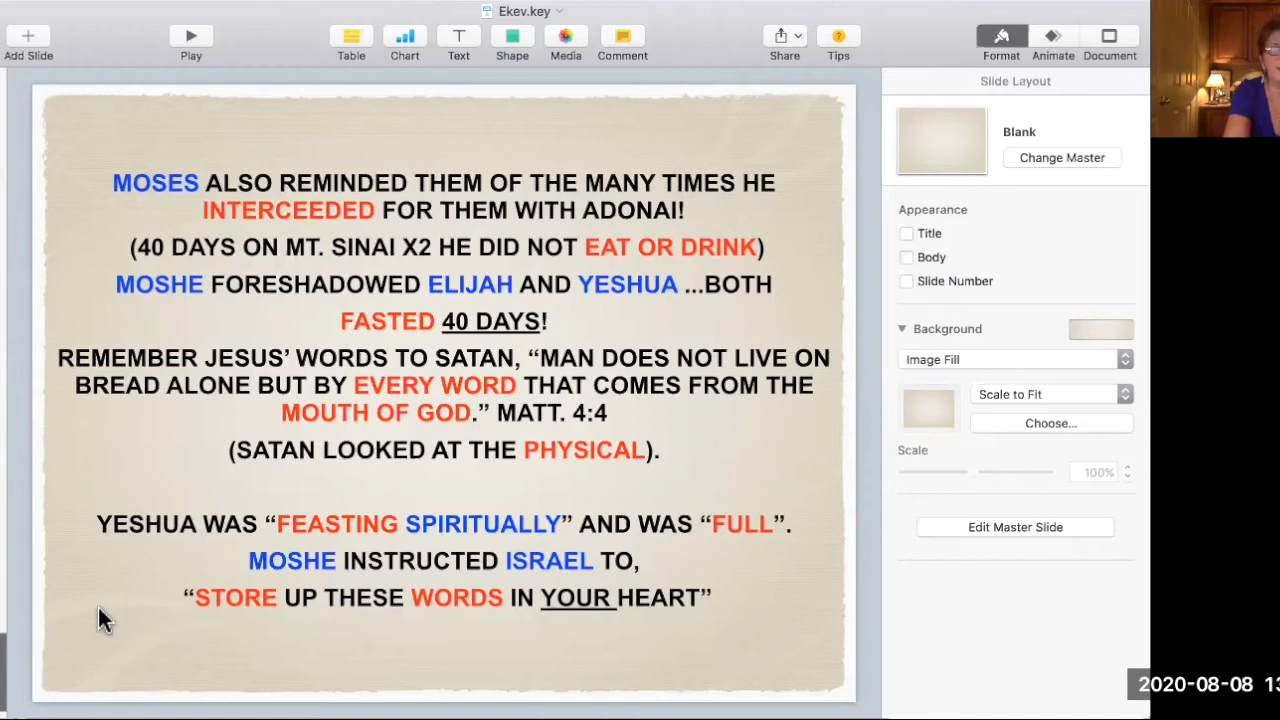 Ekev.key
Add Slide
Play
Table
Chart
Text
Shape
Media
Comment
Share
Tips
Format
Animate
Document
MOSES ALSO REMINDED THEM OF THE MANY TIMES HE
INTERCEEDED FOR THEM WITH ADONAI!
(40 DAYS ON MT. SINAI X2 HE DID NOT EAT OR DRINK)
MOSHE FORESHADOWED ELIJAH AND YESHUA ...BOTH
FASTED 40 DAYS!
REMEMBER JESUS’ WORDS TO SATAN, “MAN DOES NOT LIVE ON
BREAD ALONE BUT BY EVERY WORD THAT COMES FROM THE
MOUTH OF GOD.” MATT. 4:4
(SATAN LOOKED AT THE PHYSICAL).
YESHUA WAS “FEASTING SPIRITUALLY” AND WAS “FULL”.
MOSHE INSTRUCTED ISRAEL TO,
“STORE UP THESE WORDS IN YOUR HEART”
Slide Layout
Blank
Change Master
Appearance
Title
Body
Slide Number
Background
Image Fill
Scale to Fit
Choose...
Scale
100%
Edit Master Slide
2020-08-08 13